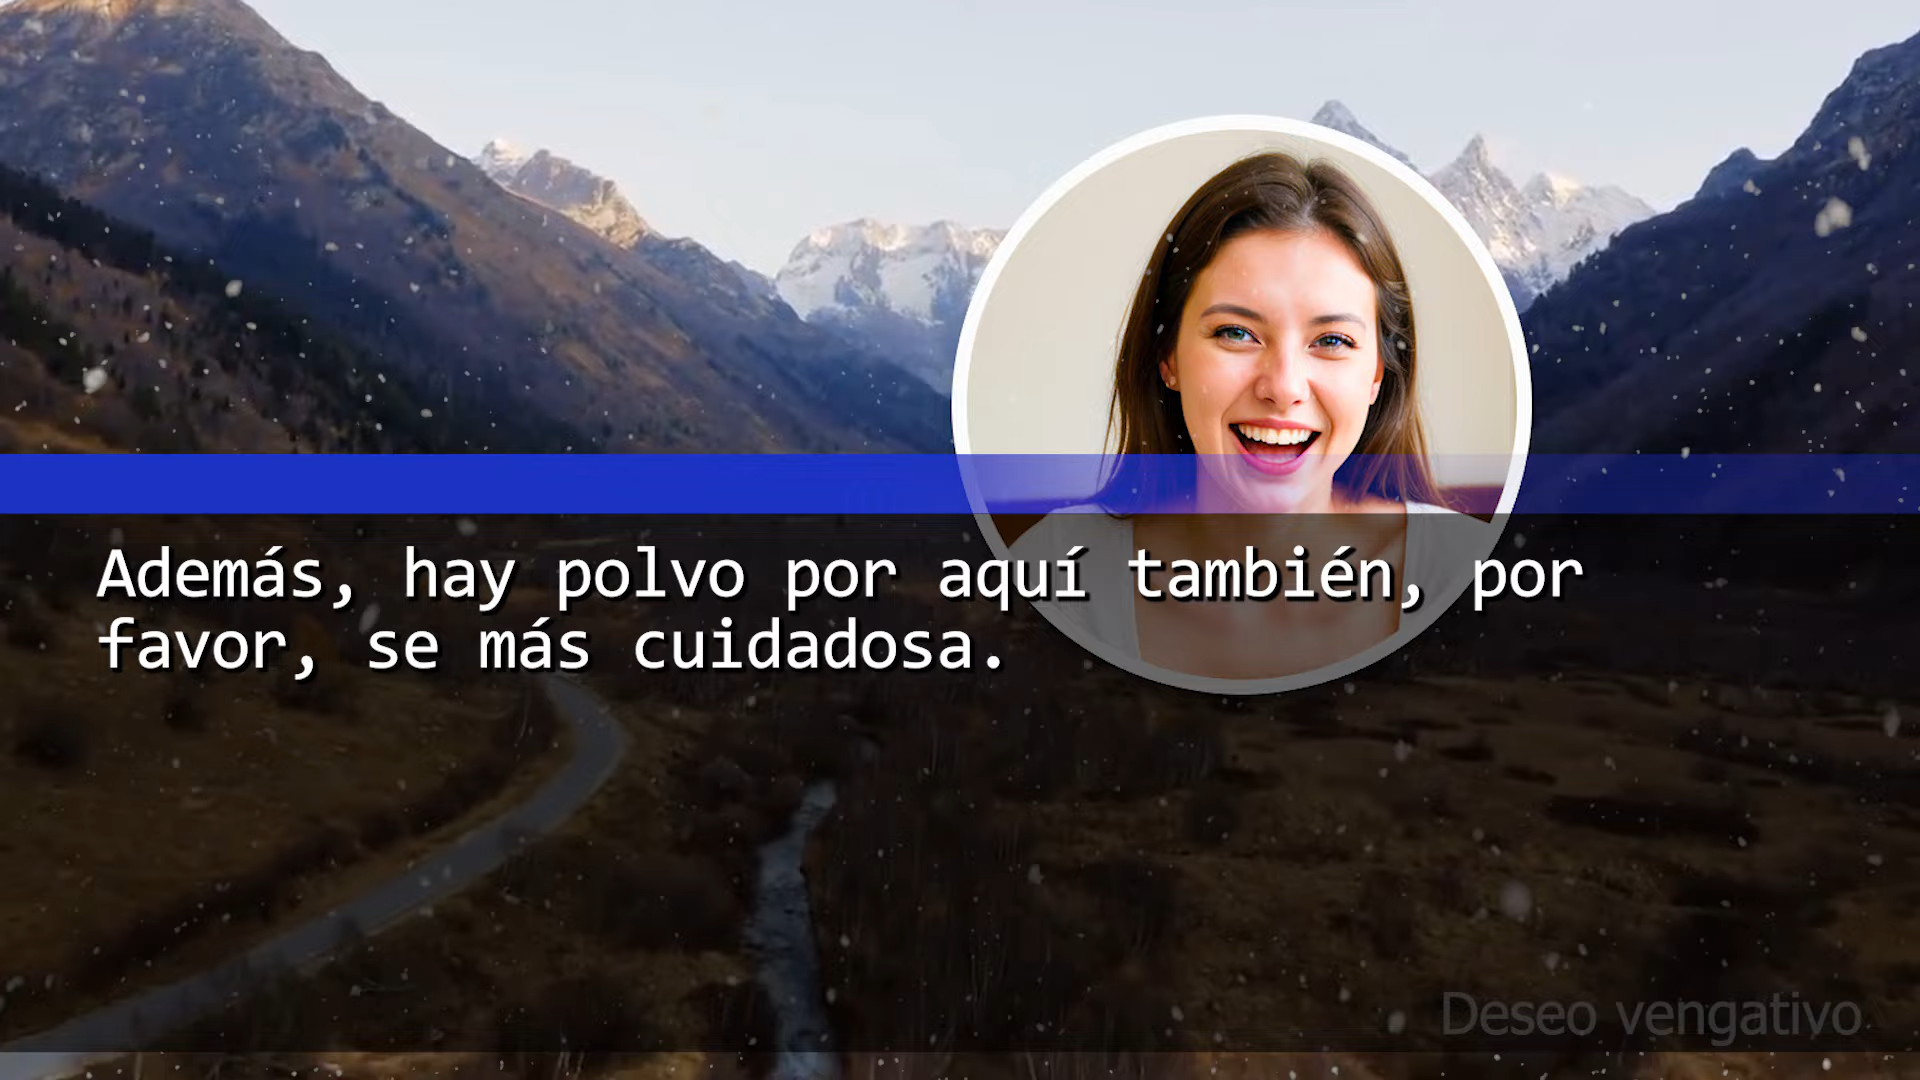 Además, hay polvo por aquí también, por
favor, se más cuidadosa.
Deseo vengativo